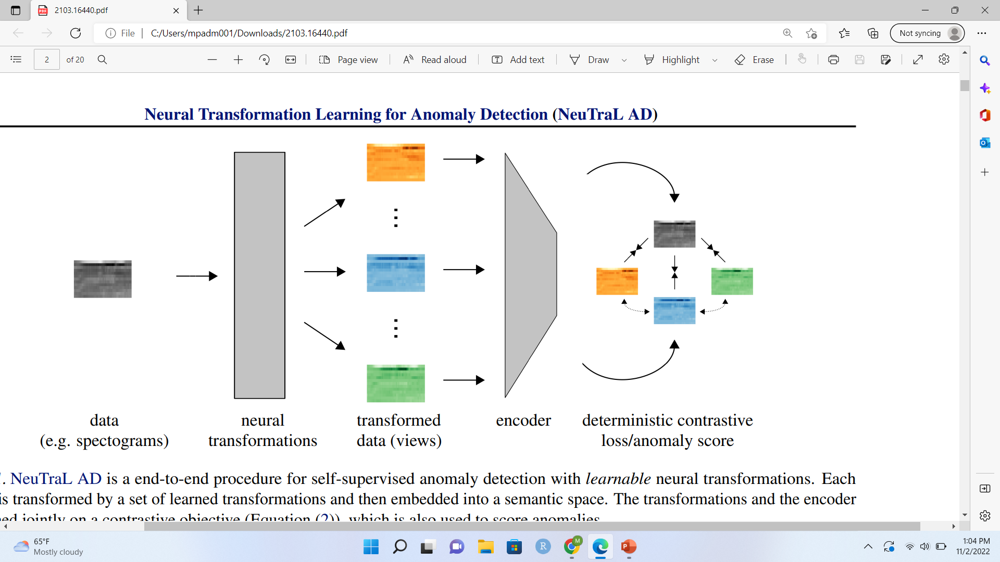 2103.16440.pdf
File
C:/Users/mpadm001/Downloads/2103.16440.pdf
Not syncing
2 of 20
Page view
Read aloud
Add text
Draw
Highlight
Erase
Neural Transformation Learning for Anomaly Detection (NeuTraL AD)
data
(e.g. spectograms)
neural
transformations
transformed
data (views)
encoder
deterministic contrastive
loss/anomaly score
. NeuTraL AD is a end-to-end procedure for self-supervised anomaly detection with learnable neural transformations. Each
is transformed by a set of learned transformations and then embedded into a semantic space. The transformations and the encoder
jointly on a contrastive objective (Equation (2)), which is also used to score anomalies.
65°F
Mostly cloudy
M
R
P
1:04 PM
11/2/2022